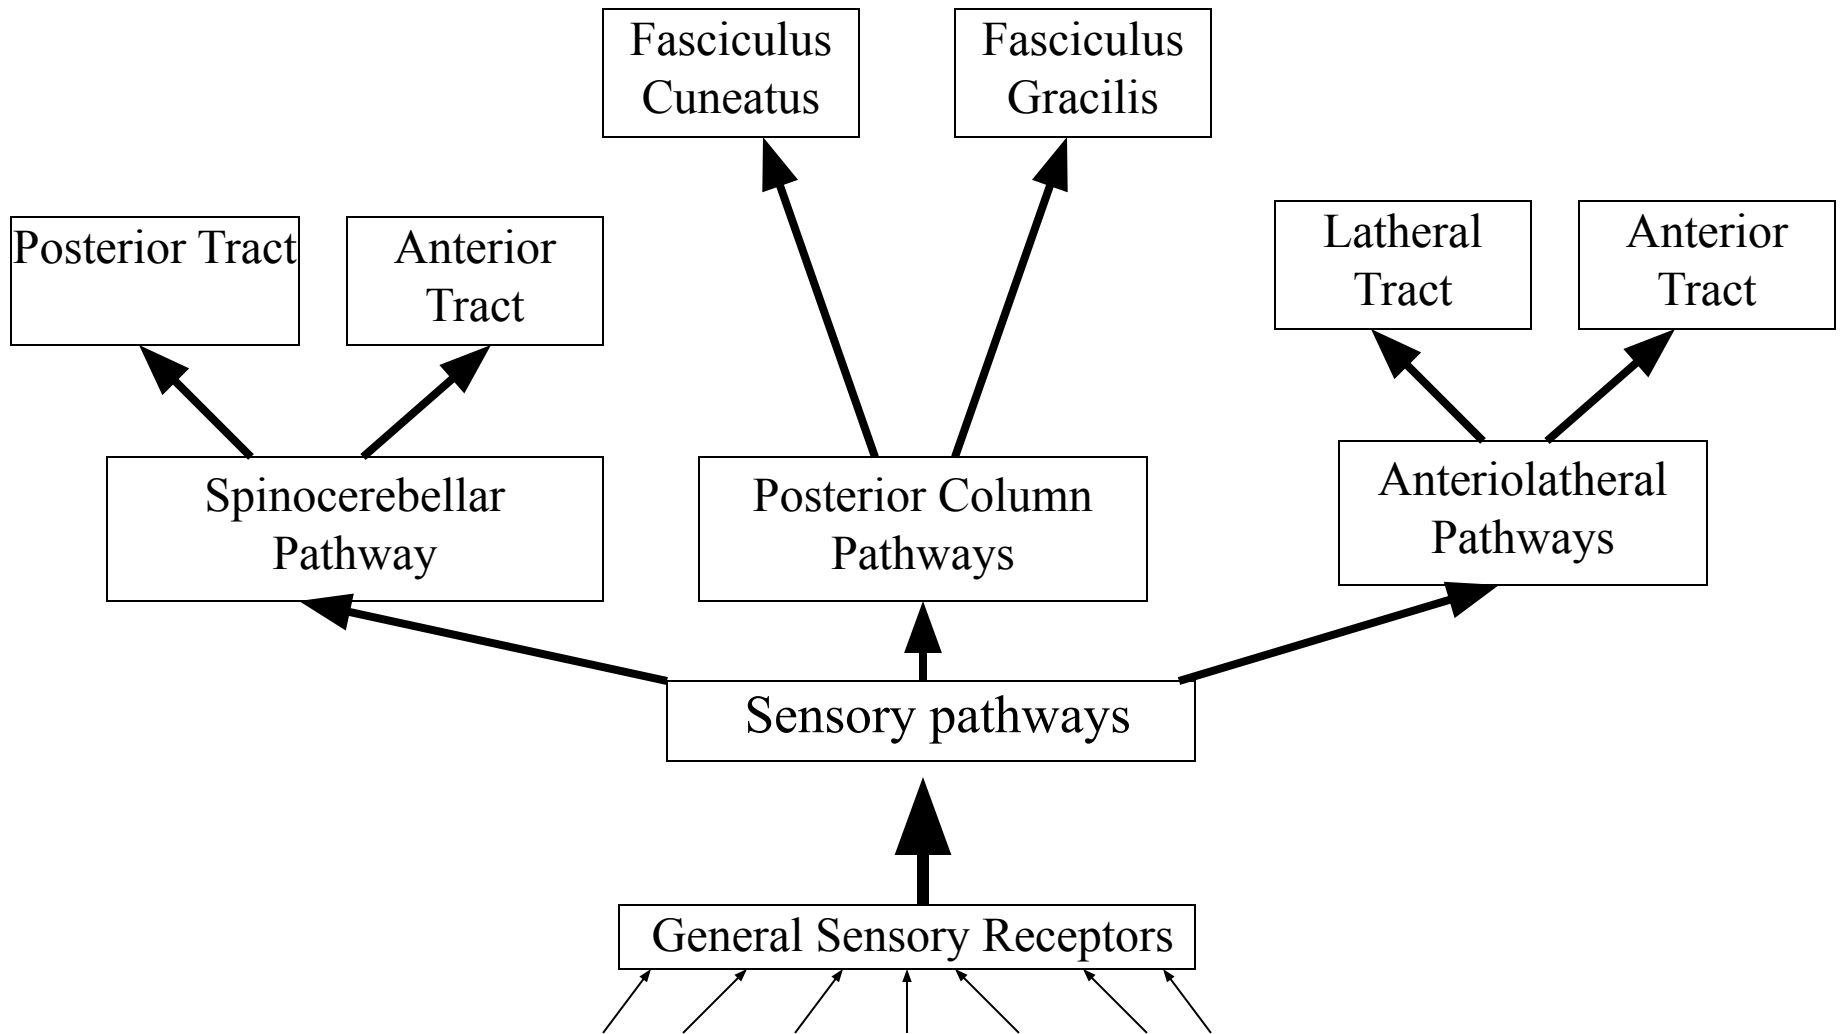 Fasciculus
Cuneatus
Fasciculus
Gracilis
Posterior Tract
Anterior
Tract
Latheral
Tract
Anterior
Tract
Spinocerebellar
Pathway
Posterior Column
Pathways
Anteriolatheral
Pathways
Sensory pathways
General Sensory Receptors